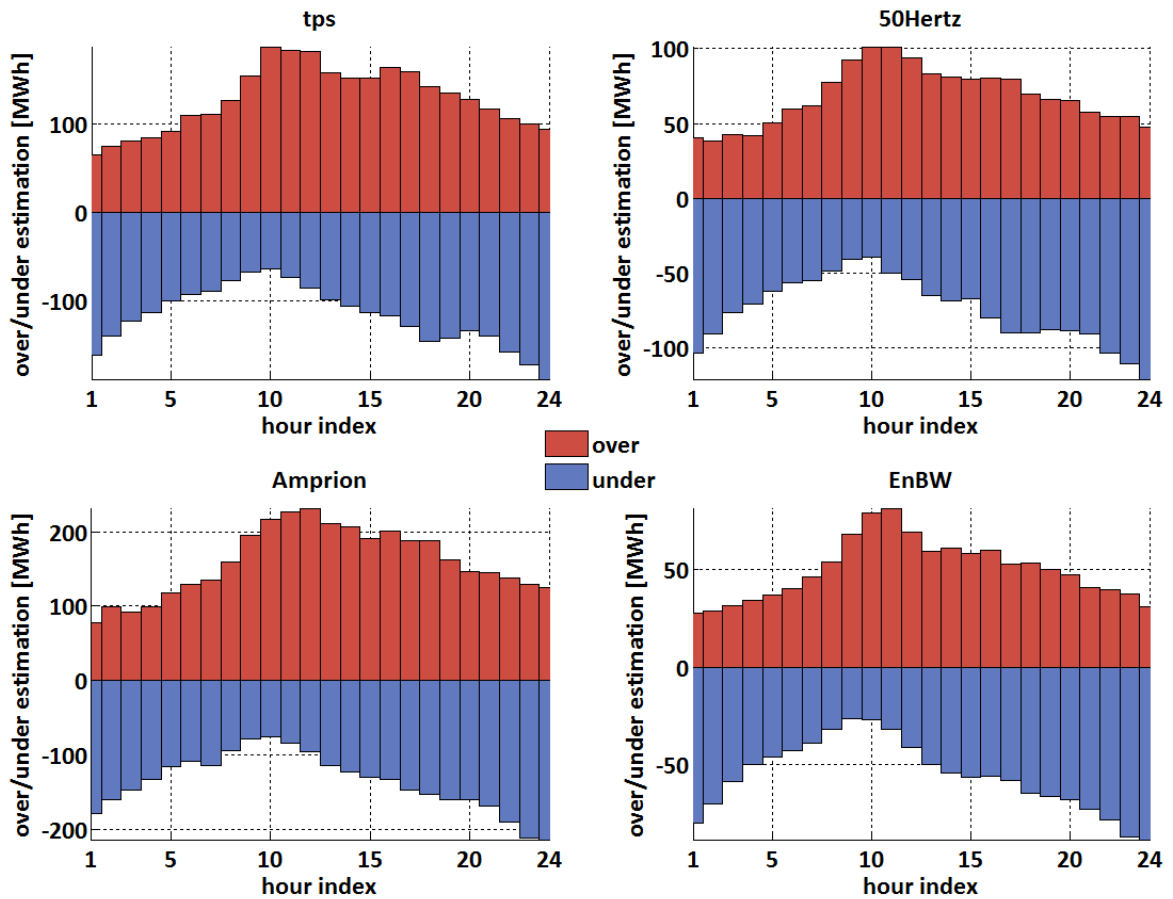 tps
over/under estimation [MWh]
100
0
-100
1 5 10 15 20 24
hour index
50Hertz
over/under estimation [MWh]
100
50
0
-50
-100
1 5 10 15 20 24
hour index
over
under
Amprion
over/under estimation [MWh]
200
100
0
-100
-200
1 5 10 15 20 24
hour index
EnBW
over/under estimation [MWh]
50
0
-50
1 5 10 15 20 24
hour index